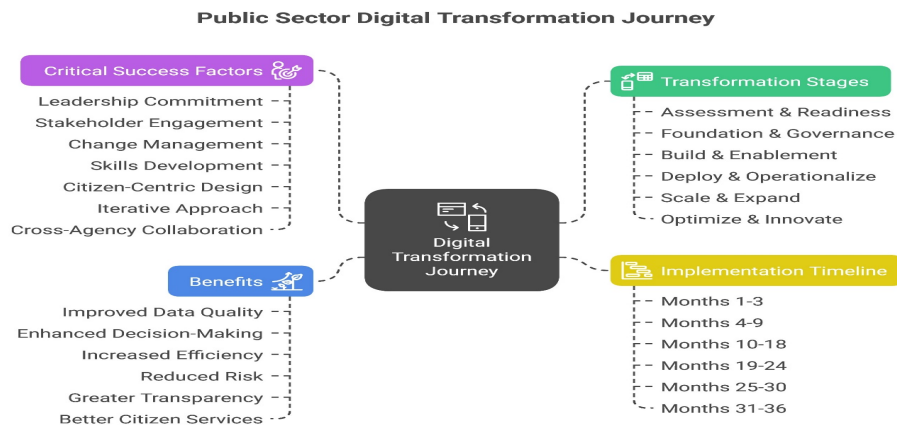 Public Sector Digital Transformation Journey
Critical Success Factors
Leadership Commitment
Stakeholder Engagement
Change Management
Skills Development
Citizen-Centric Design
Iterative Approach
Cross-Agency Collaboration
Benefits
Improved Data Quality
Enhanced Decision-Making
Increased Efficiency
Reduced Risk
Greater Transparency
Better Citizen Services
Digital
Transformation
Journey
Transformation Stages
Assessment & Readiness
Foundation & Governance
Build & Enablement
Deploy & Operationalize
Scale & Expand
Optimize & Innovate
Implementation Timeline
Months 1-3
Months 4-9
Months 10-18
Months 19-24
Months 25-30
Months 31-36